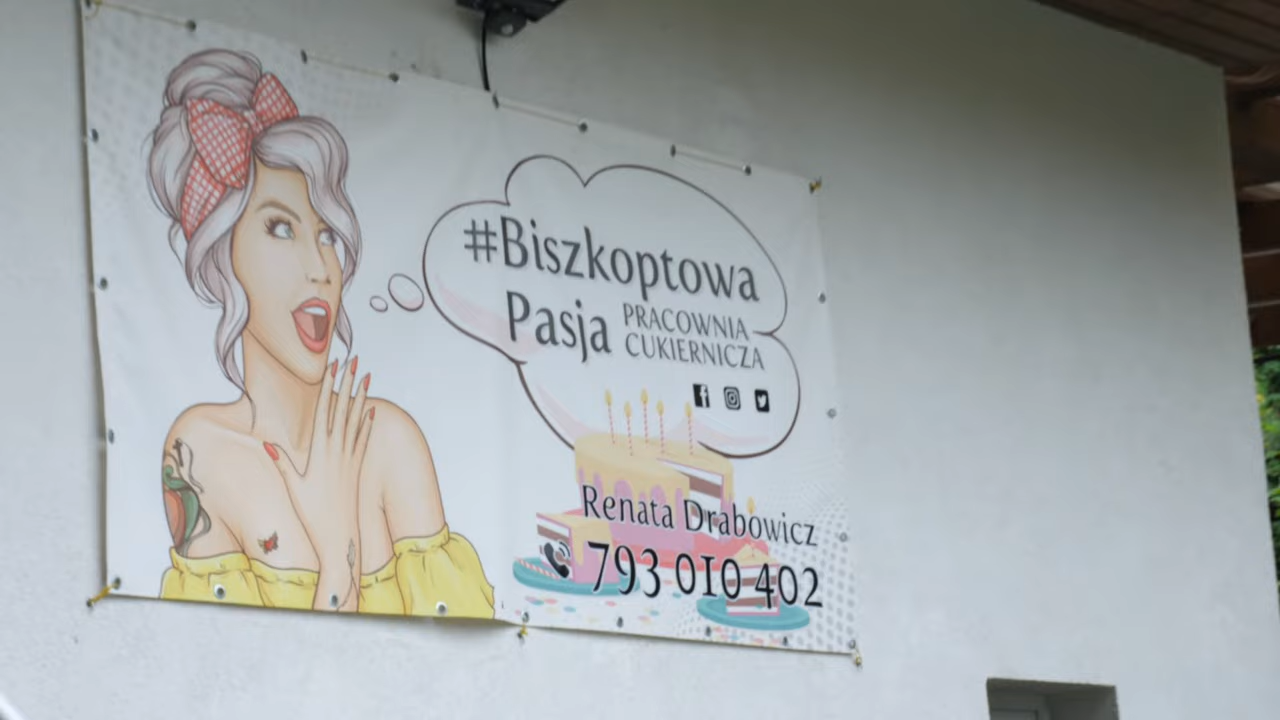 #Biszkoptowa
Pasja
PRACOWNIA
CUKIERNICZA
Renata Drabowicz
793 010 402